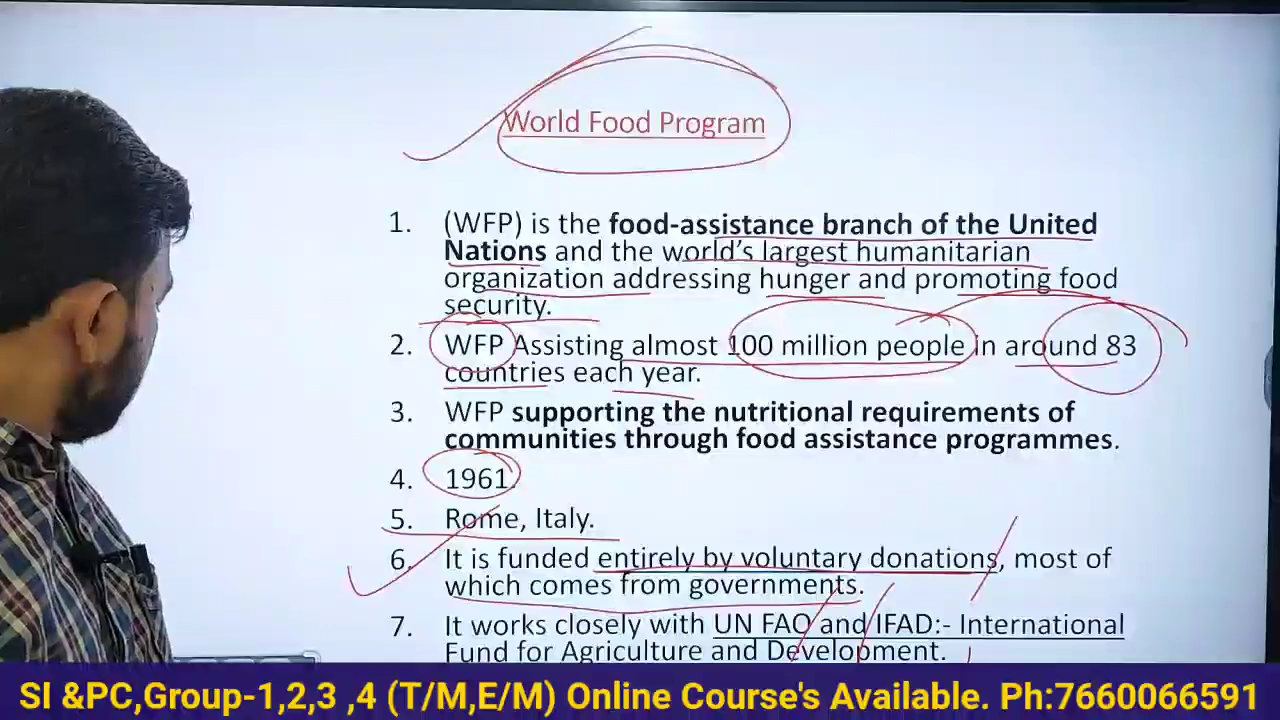 World Food Program
1. (WFP) is the food-assistance branch of the United
Nations and the world's largest humanitarian
organization addressing hunger and promoting food
security.
2. WFP Assisting almost 100 million people in around 83
countries each year.
3. WFP supporting the nutritional requirements of
communities through food assistance programmes.
4. 1961.
5. Rome, Italy.
6. It is funded entirely by voluntary donations, most of
which comes from governments.
7. It works closely with UN FAO and IFAD:- International
Fund for Agriculture and Development.
SI &PC,Group-1,2,3 ,4 (T/M,E/M) Online Course's Available. Ph:7660066591